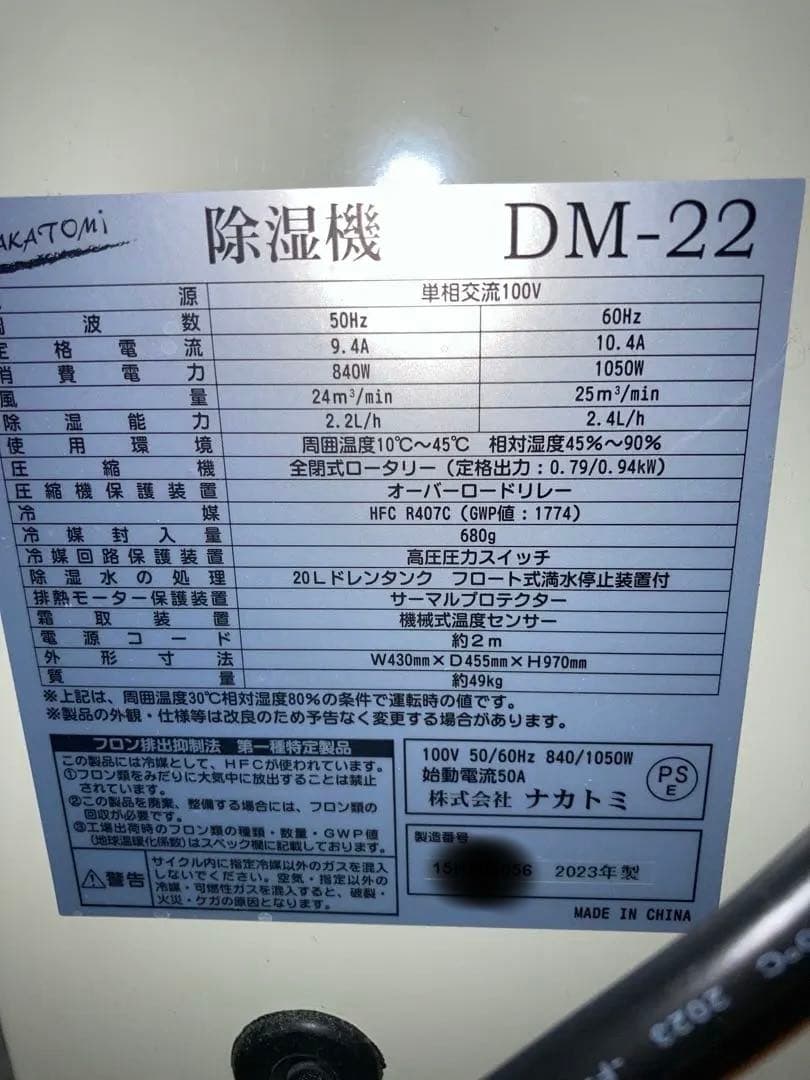 AKATOMi
除湿機 DM-22
源 単相交流100V
波数 50Hz 60Hz
格電流 9.4A 10.4A
消費電力 840W 1050W
風量 24m³/min 25m³/min
除湿能力 2.2L/h 2.4L/h
使用環境 周囲温度10℃〜45℃ 相対湿度45%〜90%
圧縮機 全閉式ロータリー（定格出力：0.79/0.94kW）
圧縮機保護装置 オーバーロードリレー
冷媒 HFC R407C（GWP値：1774）
冷媒封入量 680g
冷媒回路保護装置 高圧圧力スイッチ
除湿水の処理 20Lドレンタンク フロート式満水停止装置付
排熱モーター保護装置 サーマルプロテクター
霜取装置 機械式温度センサー
電源コード 約2m
外形寸法 W430mm×D455mm×H970mm
質量 約49kg
※上記は、周囲温度30℃相対湿度80%の条件で運転時の値です。
※製品の外観・仕様等は改良のため予告なく変更する場合があります。
フロン排出抑制法 第一種特定製品
この製品には冷媒として、HFCが使われています。
①フロン類をみだりに大気中に放出することは禁止
されています。
②この製品を廃棄、整備する場合には、フロン類の
回収が必要です。
③工場出荷時のフロン類の種類・数量・GWP値
(地球温暖化係数)はスペック欄に記載しております。
⚠警告
サイクル内に指定冷媒以外のガスを混入
しないでください。空気・指定以外の
冷媒・可燃性ガスを混入すると、破裂・
火災・ケガの原因となります。
100V 50/60Hz 840/1050W
始動電流50A
株式会社 ナカトミ
PS
E
製造番号
2023年製
MADE IN CHINA
2023